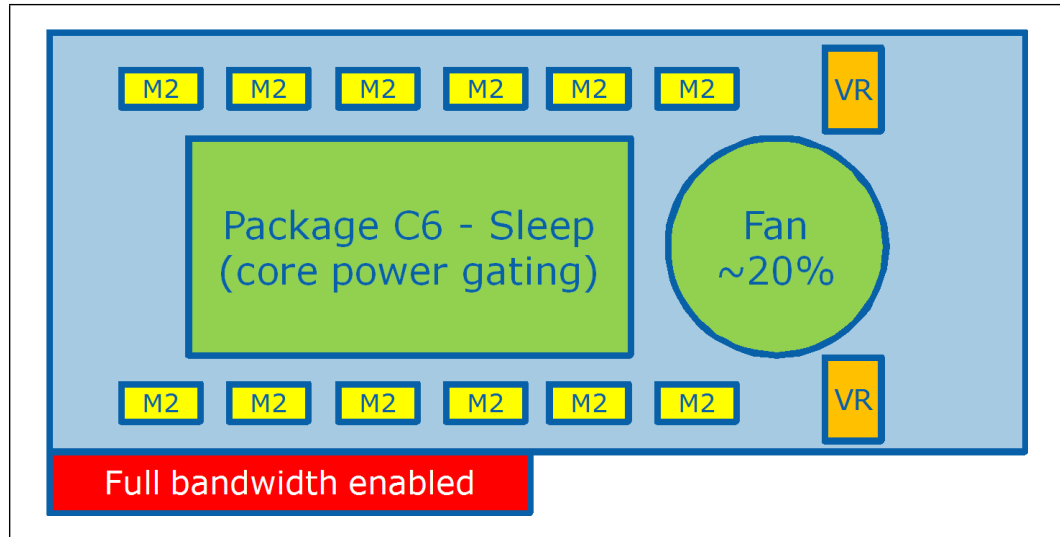 M2 M2 M2 M2 M2 M2 VR
Package C6 - Sleep
(core power gating)
Fan
~20%
M2 M2 M2 M2 M2 M2 VR
Full bandwidth enabled